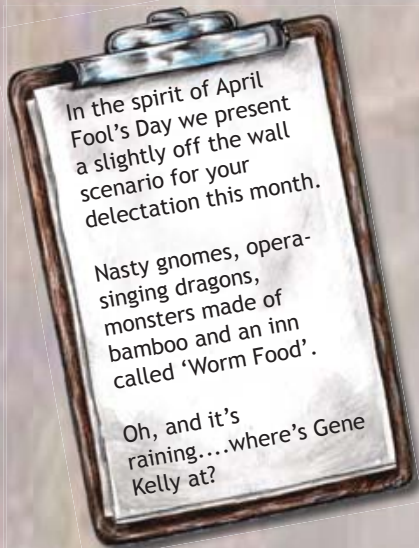 In the spirit of April
Fool's Day we present
a slightly off the wall
scenario for your
delectation this month.
Nasty gnomes, opera-
singing dragons,
monsters made of
bamboo and an inn
called 'Worm Food'.
Oh, and it's
raining....where's Gene
Kelly at?